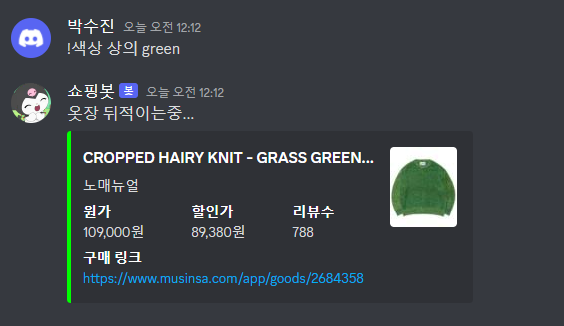 박수진 오늘 오전 12:12
!색상 상의 green
쇼핑봇 봇 오늘 오전 12:12
옷장 뒤적이는중...
CROPPED HAIRY KNIT - GRASS GREEN...
노매뉴얼
원가 할인가 리뷰수
109,000원 89,380원 788
구매 링크
https://www.musinsa.com/app/goods/2684358